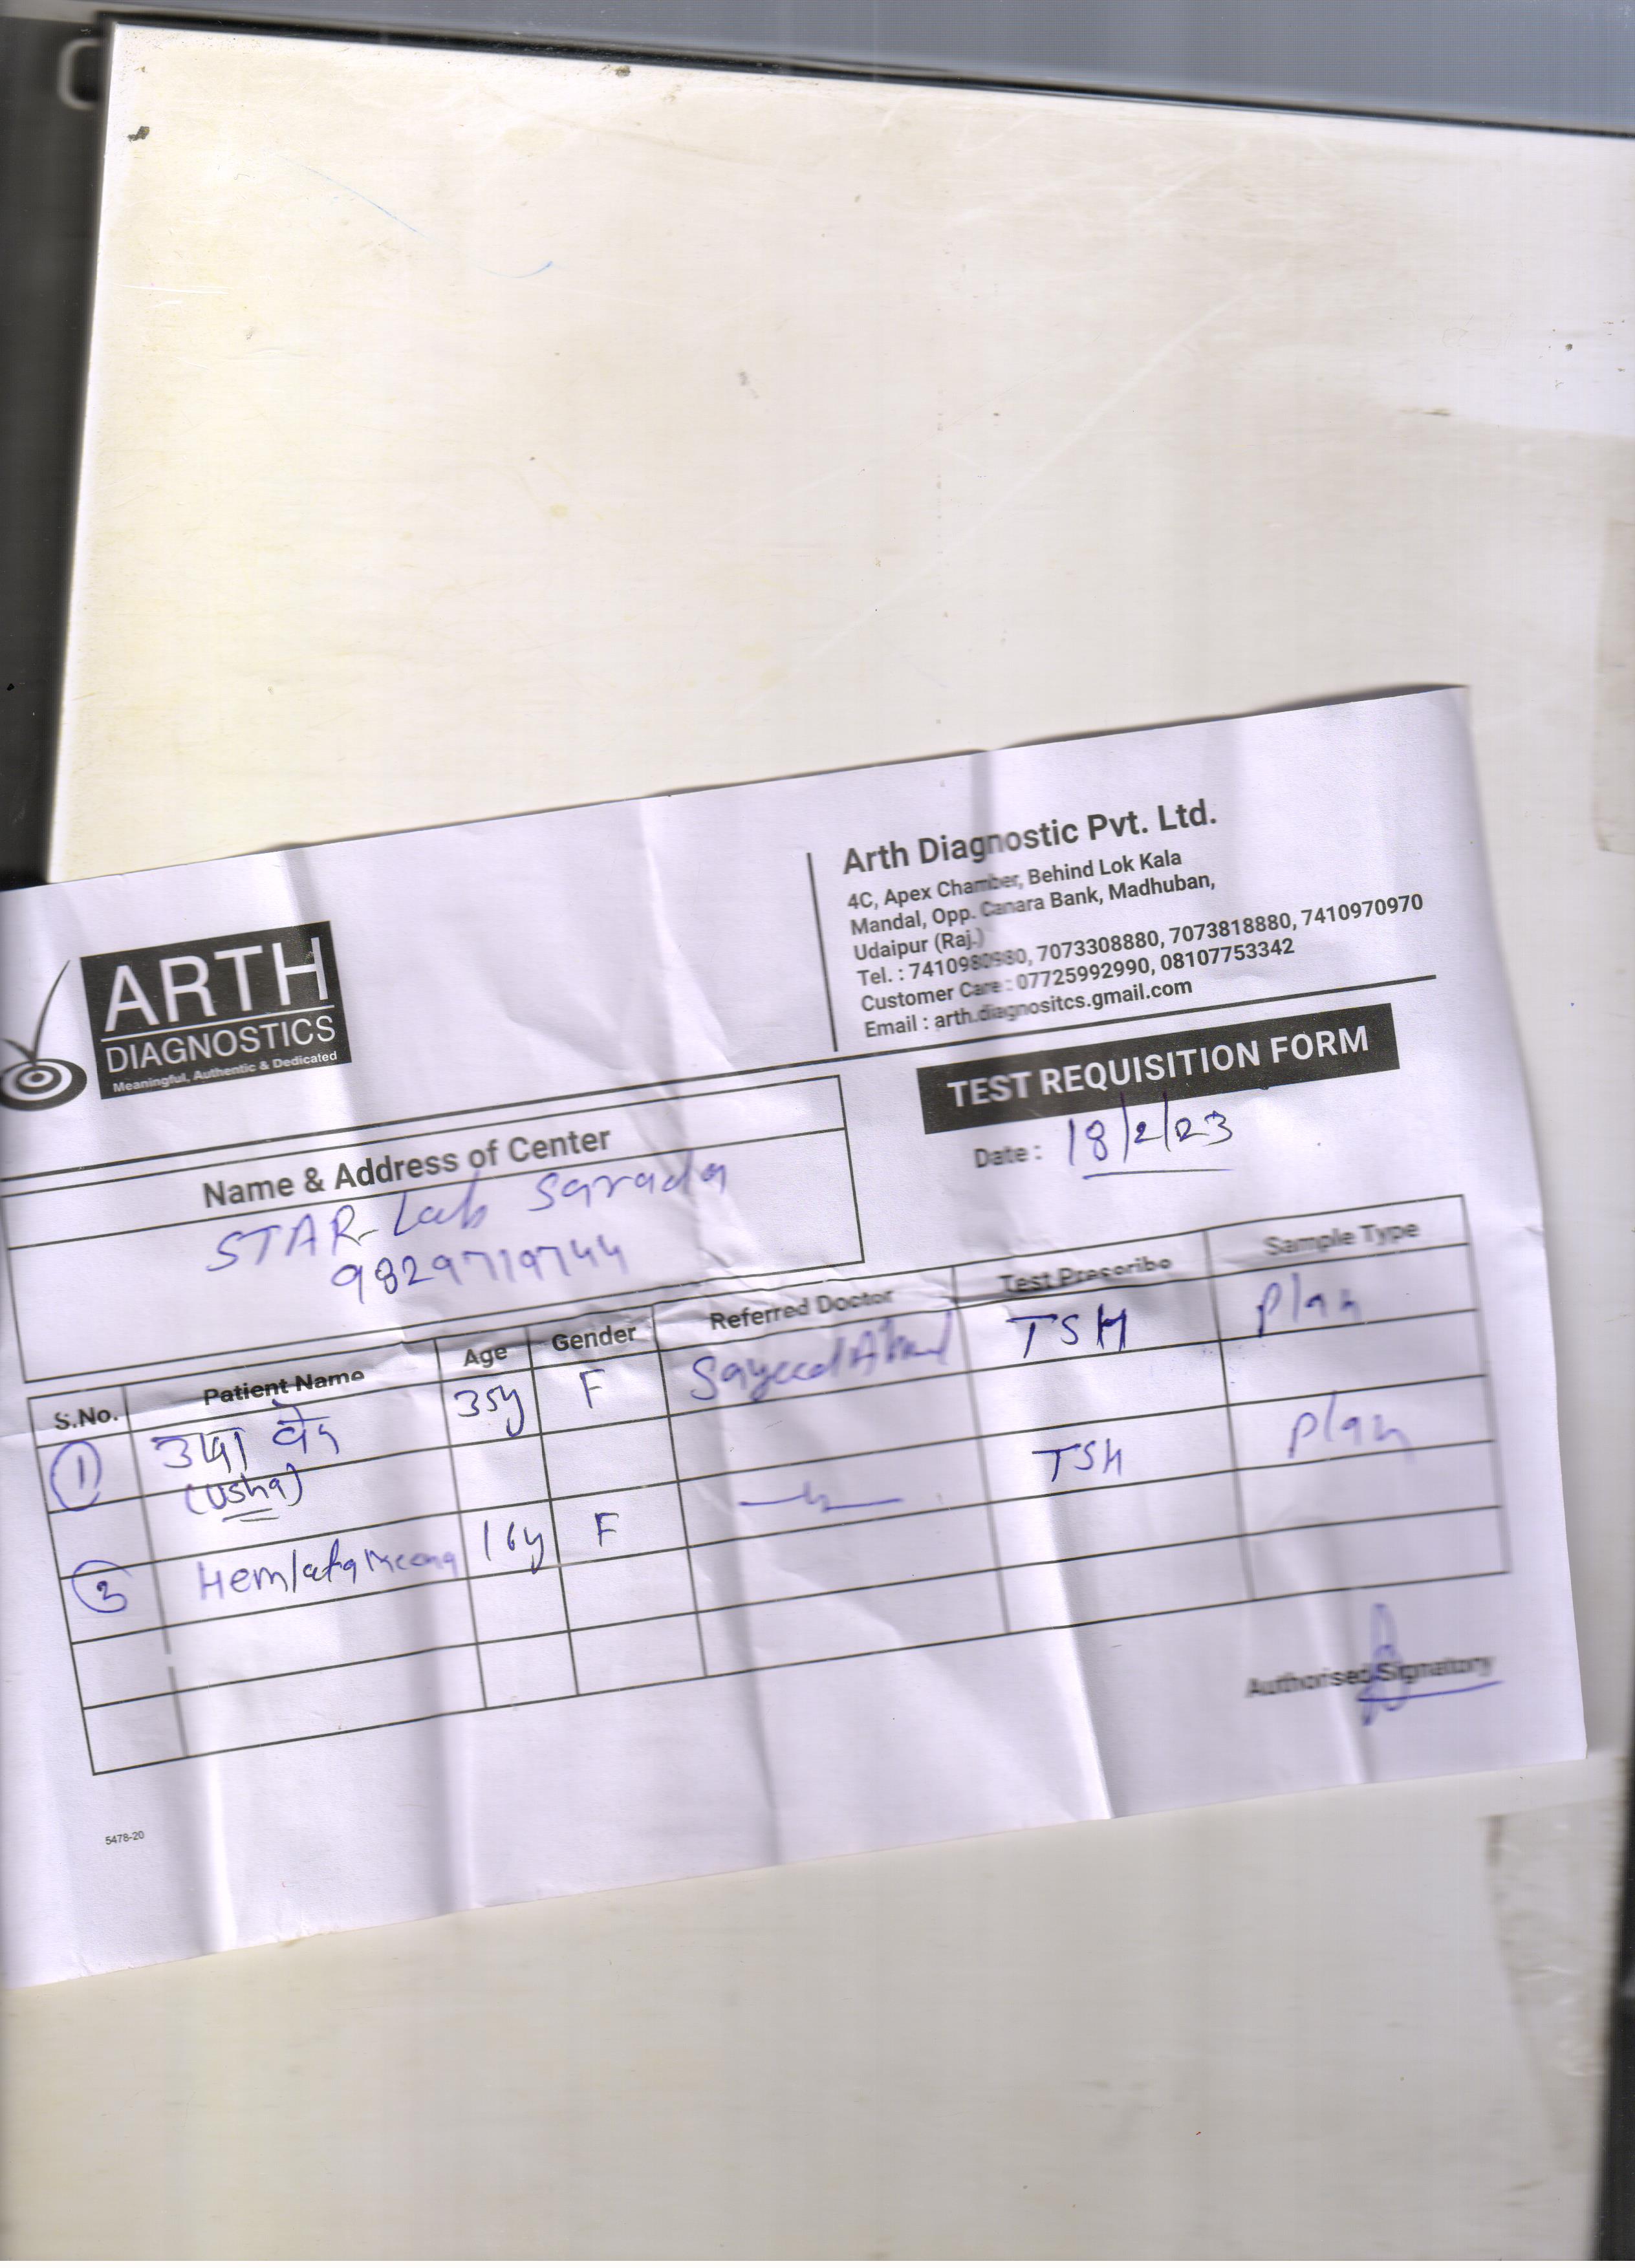 ARTH
DIAGNOSTICS
Meaningful, Authentic & Dedicated
Arth Diagnostic Pvt. Ltd.
4C, Apex Chamber, Behind Lok Kala
Mandal, Opp. Canara Bank, Madhuban,
Udaipur (Raj.)
Tel. : 7410980980, 7073308880, 7073818880, 7410970970
Customer Care : 07725992990, 08107753342
Email : arth.diagnositcs.gmail.com
TEST REQUISITION FORM
Date : 18/2/23
Name & Address of Center
STAR Lab Sarada
9829719744
S.No. Patient Name Age Gender Referred Doctor Test Prescribe Sample Type
1 उषा 35y F Sayeed TSH Plan
(Usha)
2 Hemlata Meena 16y F TSH Plan
Authorised Signatory
5478-20